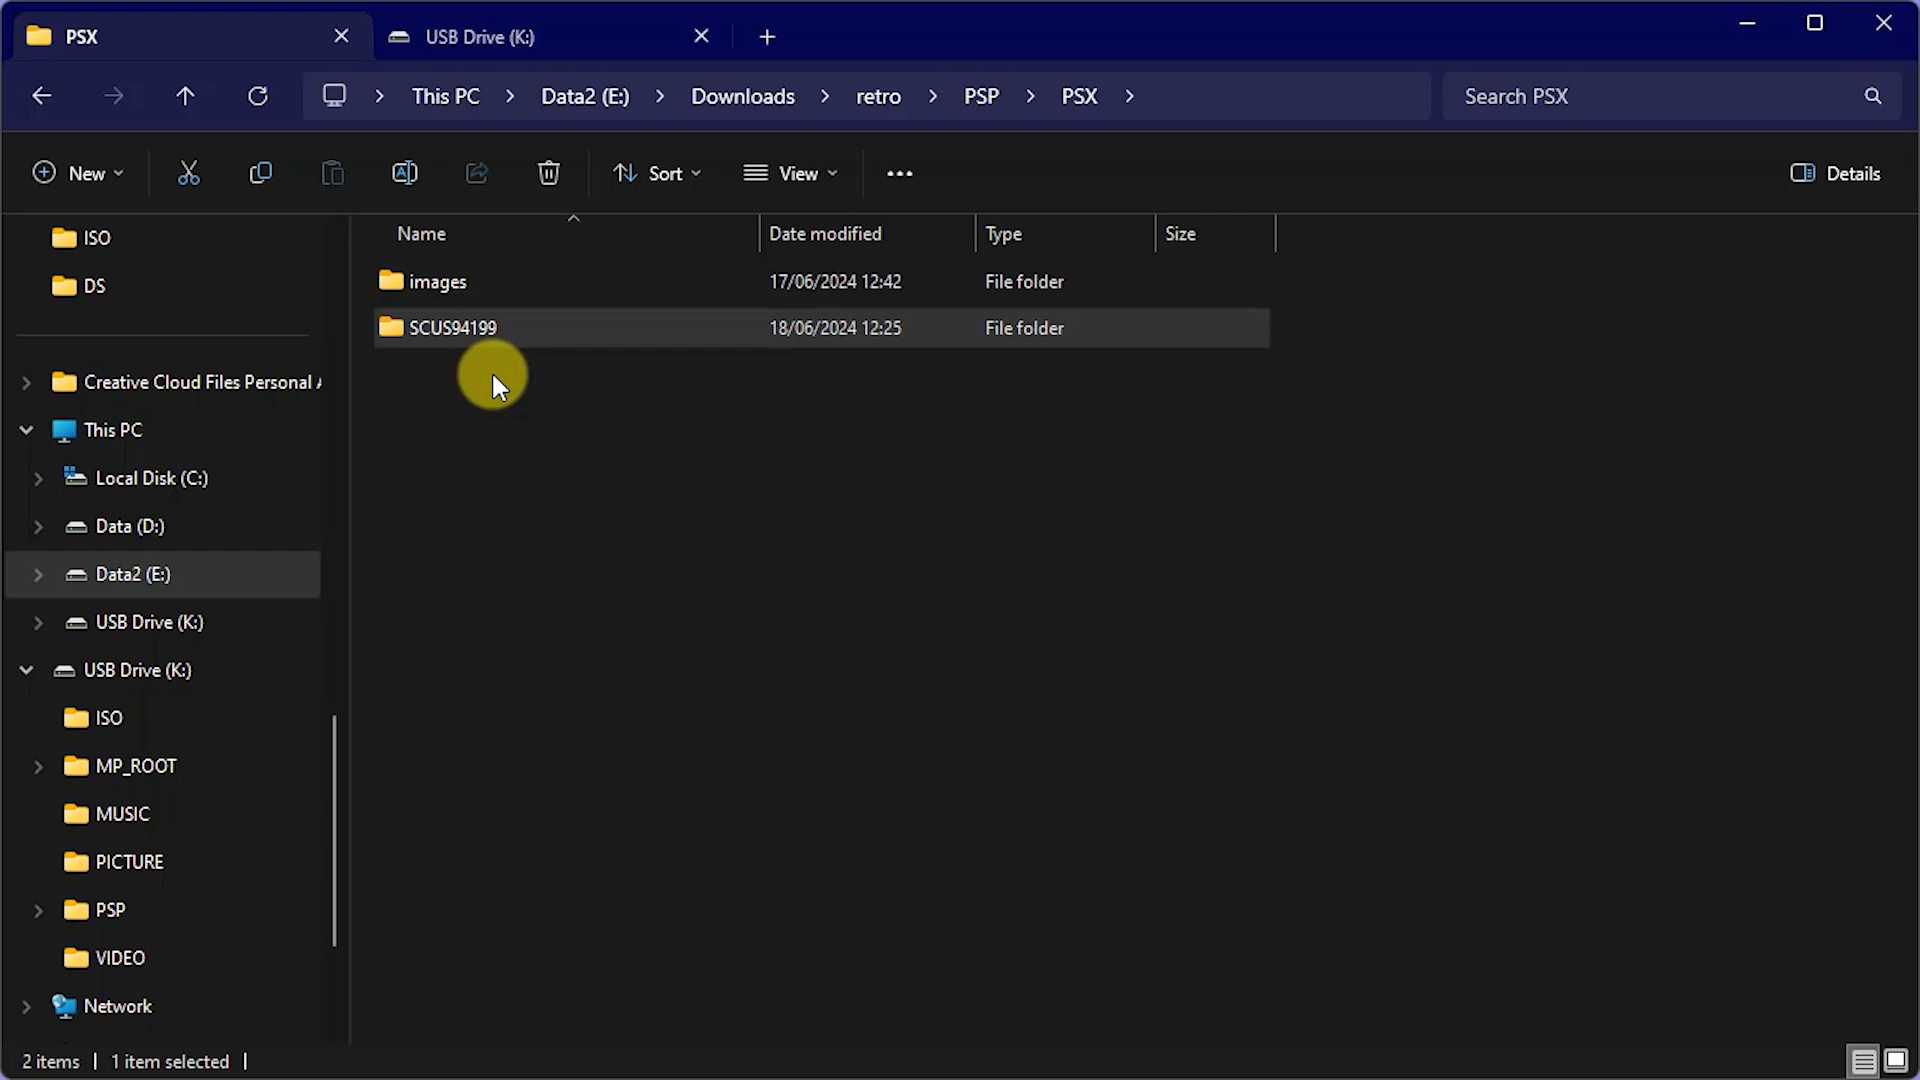 PSX
USB Drive (K:)
This PC
Data2 (E:)
Downloads
retro
PSP
PSX
Search PSX
New
Sort
View
Details
ISO
DS
Creative Cloud Files Personal
This PC
Local Disk (C:)
Data (D:)
Data2 (E:)
USB Drive (K:)
USB Drive (K:)
ISO
MP_ROOT
MUSIC
PICTURE
PSP
VIDEO
Network
Name Date modified Type Size
images 17/06/2024 12:42 File folder
SCUS94199 18/06/2024 12:25 File folder
2 items 1 item selected